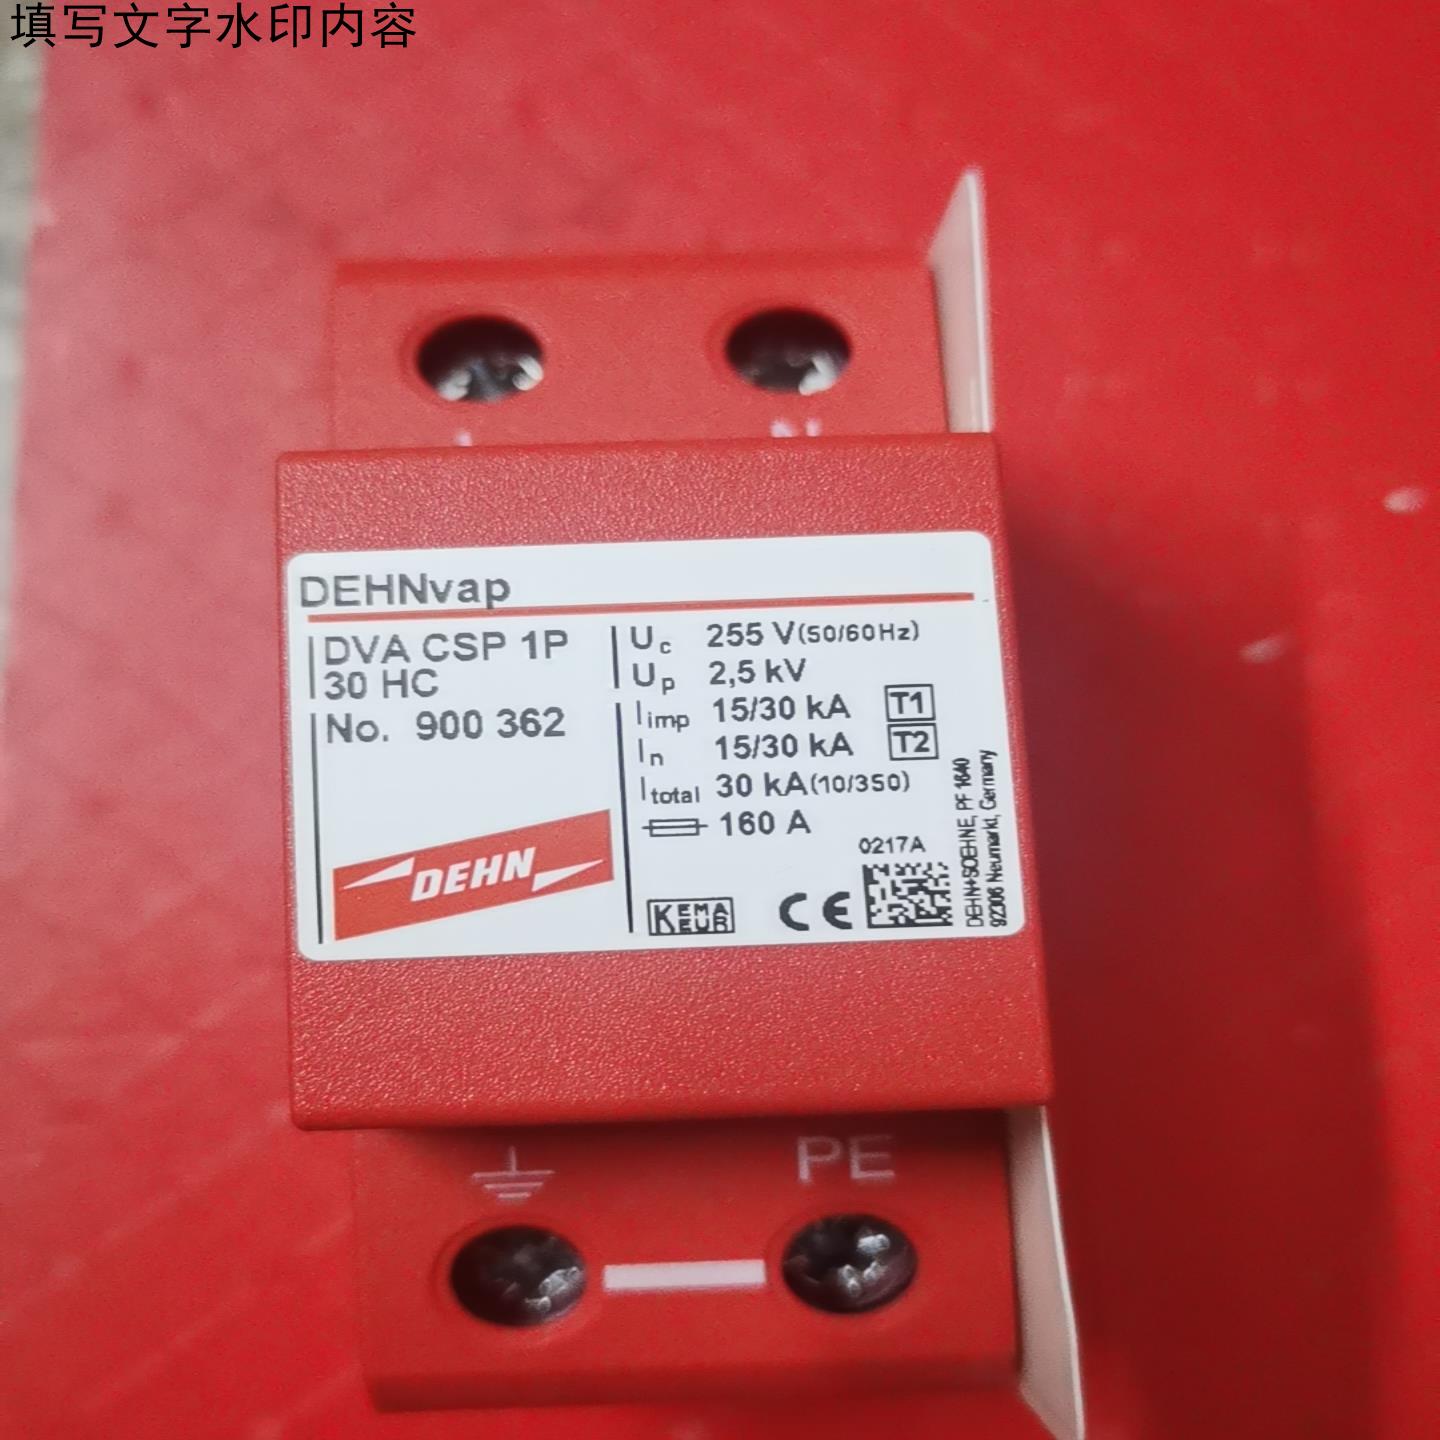 填写文字水印内容
DEHNvap
DVA CSP 1P
30 HC
No. 900 362
Uc 255 V(50/60Hz)
Up 2,5 kV
Iimp 15/30 kA T1
In 15/30 kA T2
Itotal 30 kA(10/350)
160 A
0217A
DEHN
KEMA
KEUR
CE
DEHN+SOEHNE, PF 1640
92306 Neumarkt, Germany
PE